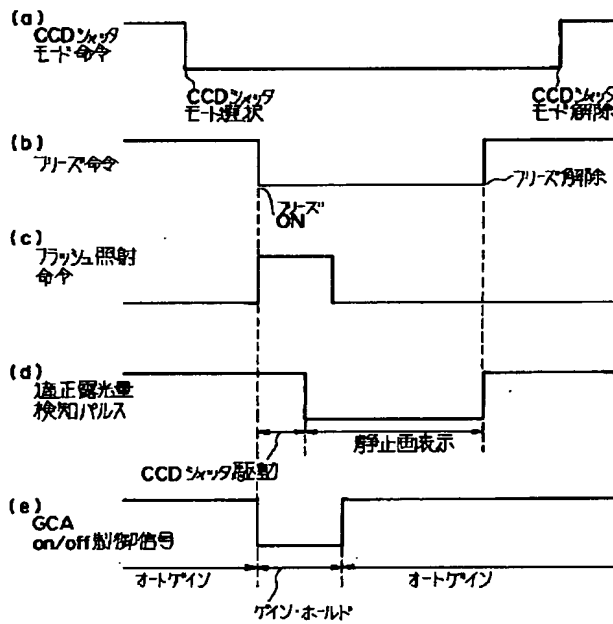 (a)
CCDシャッタ
モード命令
CCDシャッタ
モード選択
CCDシャッタ
モード解除
(b)
フリーズ命令
フリーズ
ON
フリーズ解除
(c)
フラッシュ照射
命令
(d)
適正露光量
検知パルス
CCDシャッタ駆動
静止画表示
(e)
GCA
on/off制御信号
オートゲイン
ゲイン・ホールド
オートゲイン